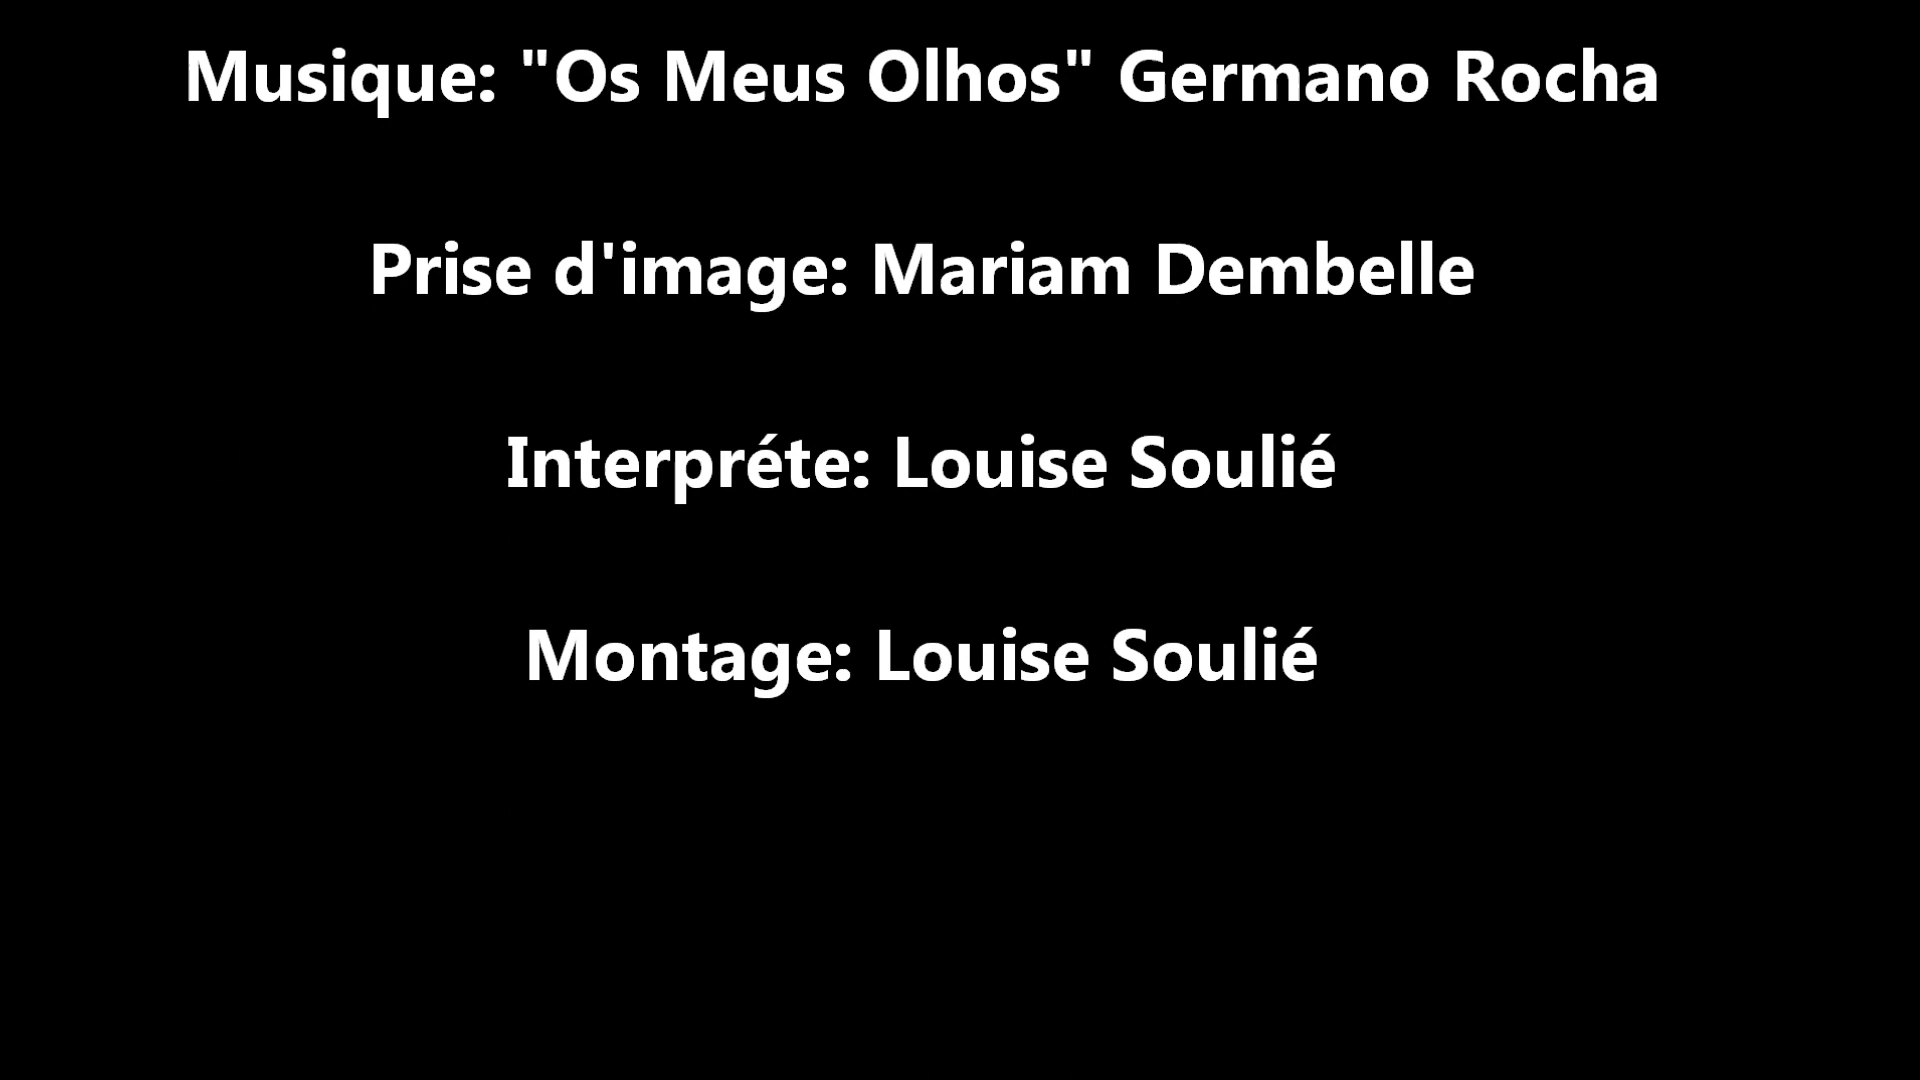 Musique: "Os Meus Olhos" Germano Rocha
Prise d'image: Mariam Dembelle
Interpréte: Louise Soulié
Montage: Louise Soulié